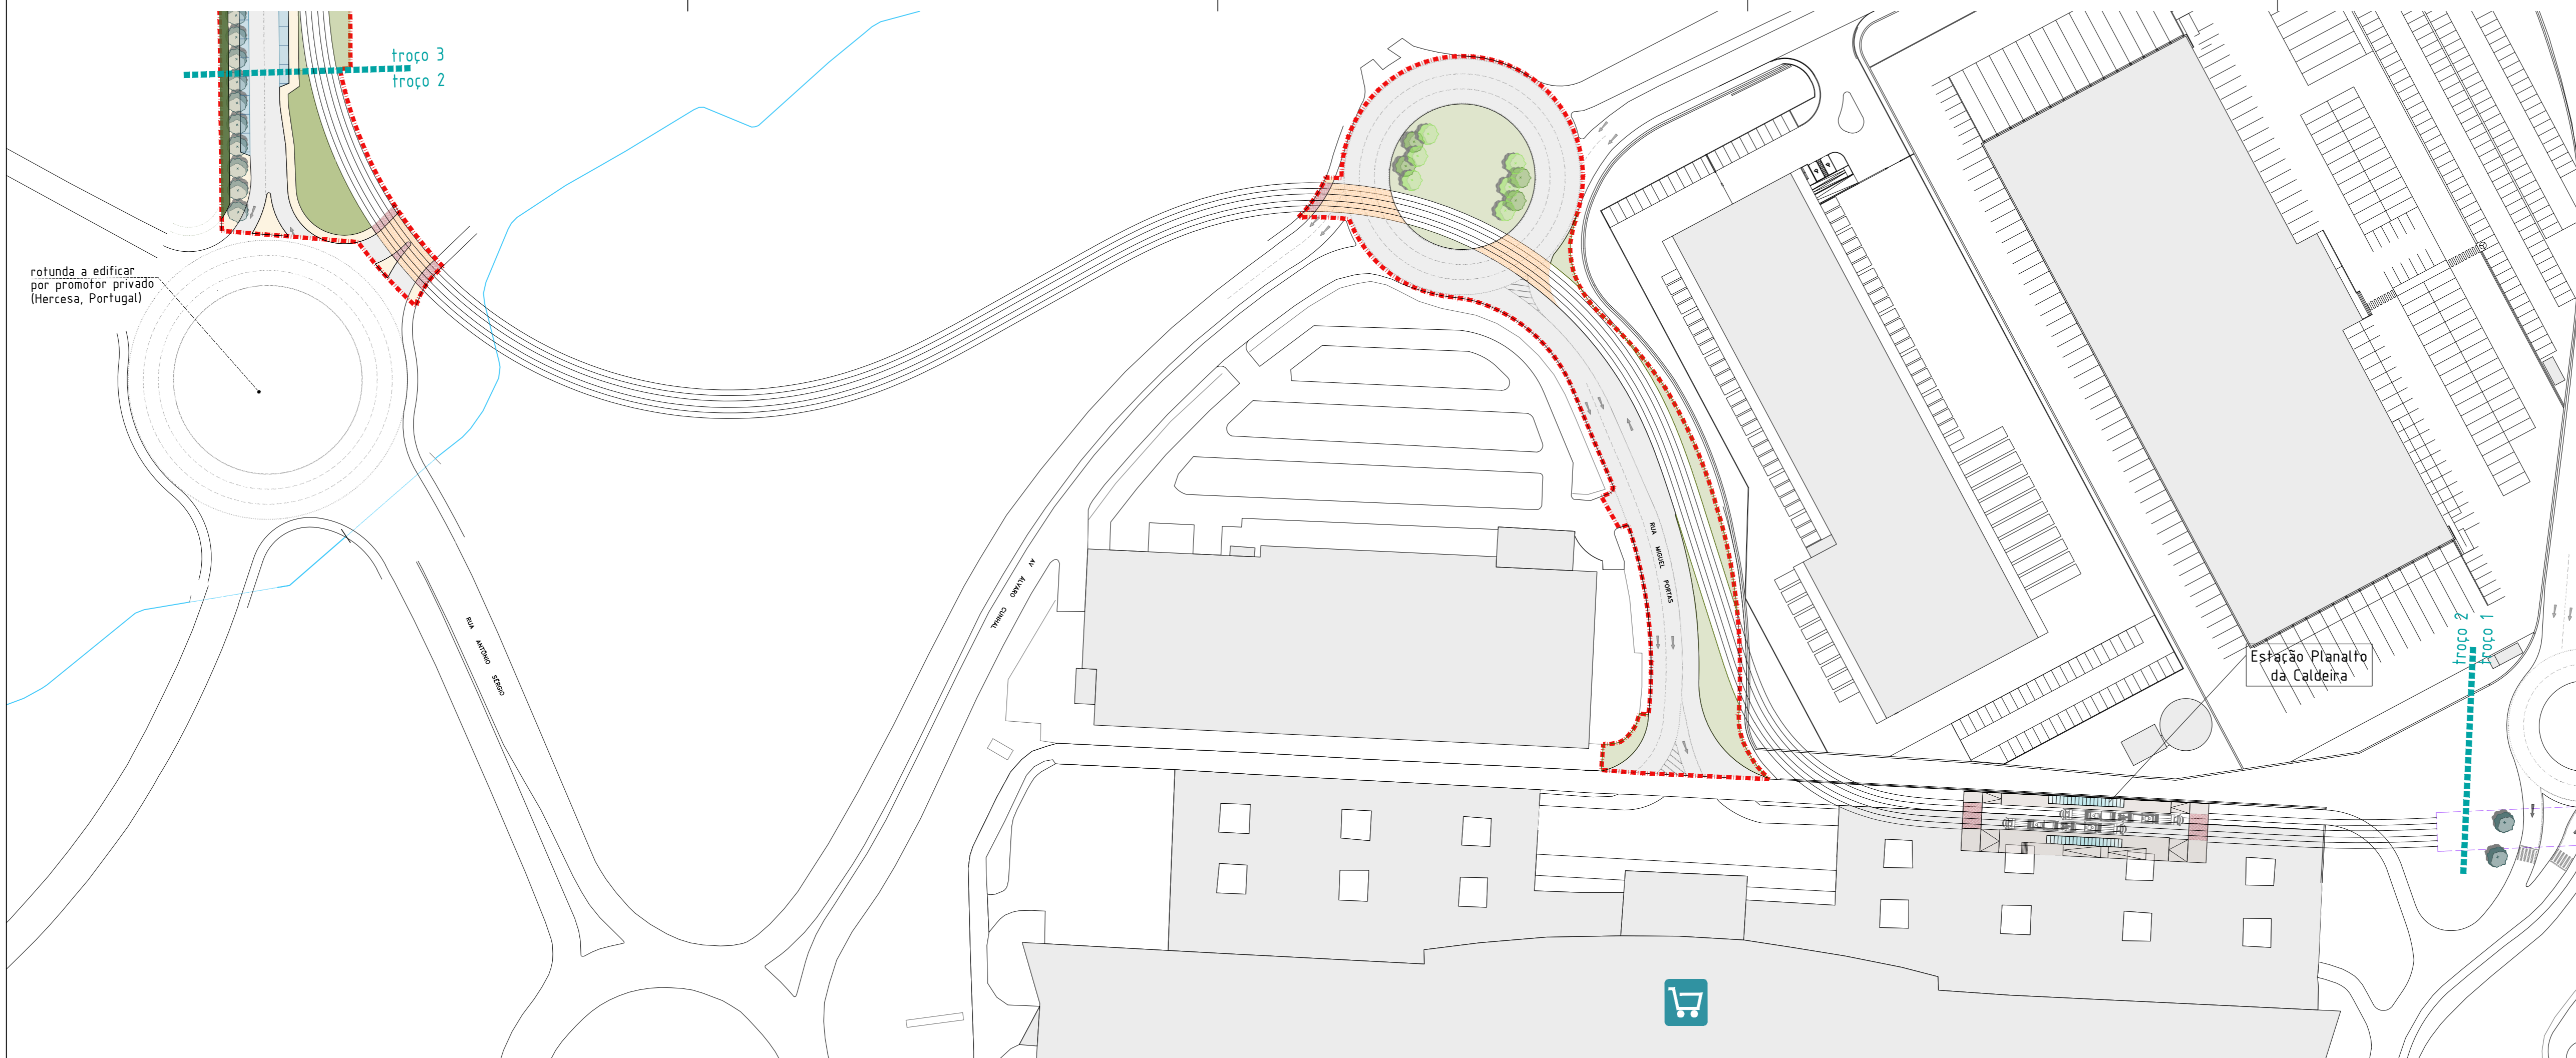 troço 3
troço 2
rotunda a edificar
por promotor privado
(Hercesa, Portugal)
RUA ANTÓNIO SÉRGIO
AV ÁLVARO CUNHAL
RUA MIGUEL PORTAS
troço 2
troço 1
Estação Planalto
da Caldeira